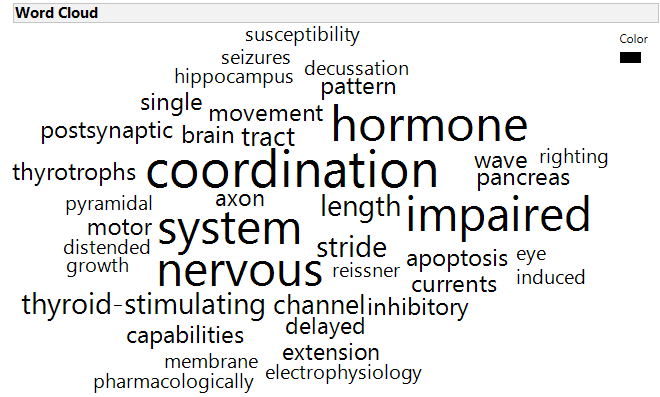 Word Cloud
Color
susceptibility
seizures
hippocampus decussation
pattern
single movement hormone
postsynaptic brain tract
thyrotrophs coordination wave righting
pancreas
pyramidal axon length impaired
motor system stride
distended
growth nervous reissner apoptosis eye
currents induced
thyroid-stimulating channel inhibitory
capabilities delayed
extension
membrane
pharmacologically electrophysiology